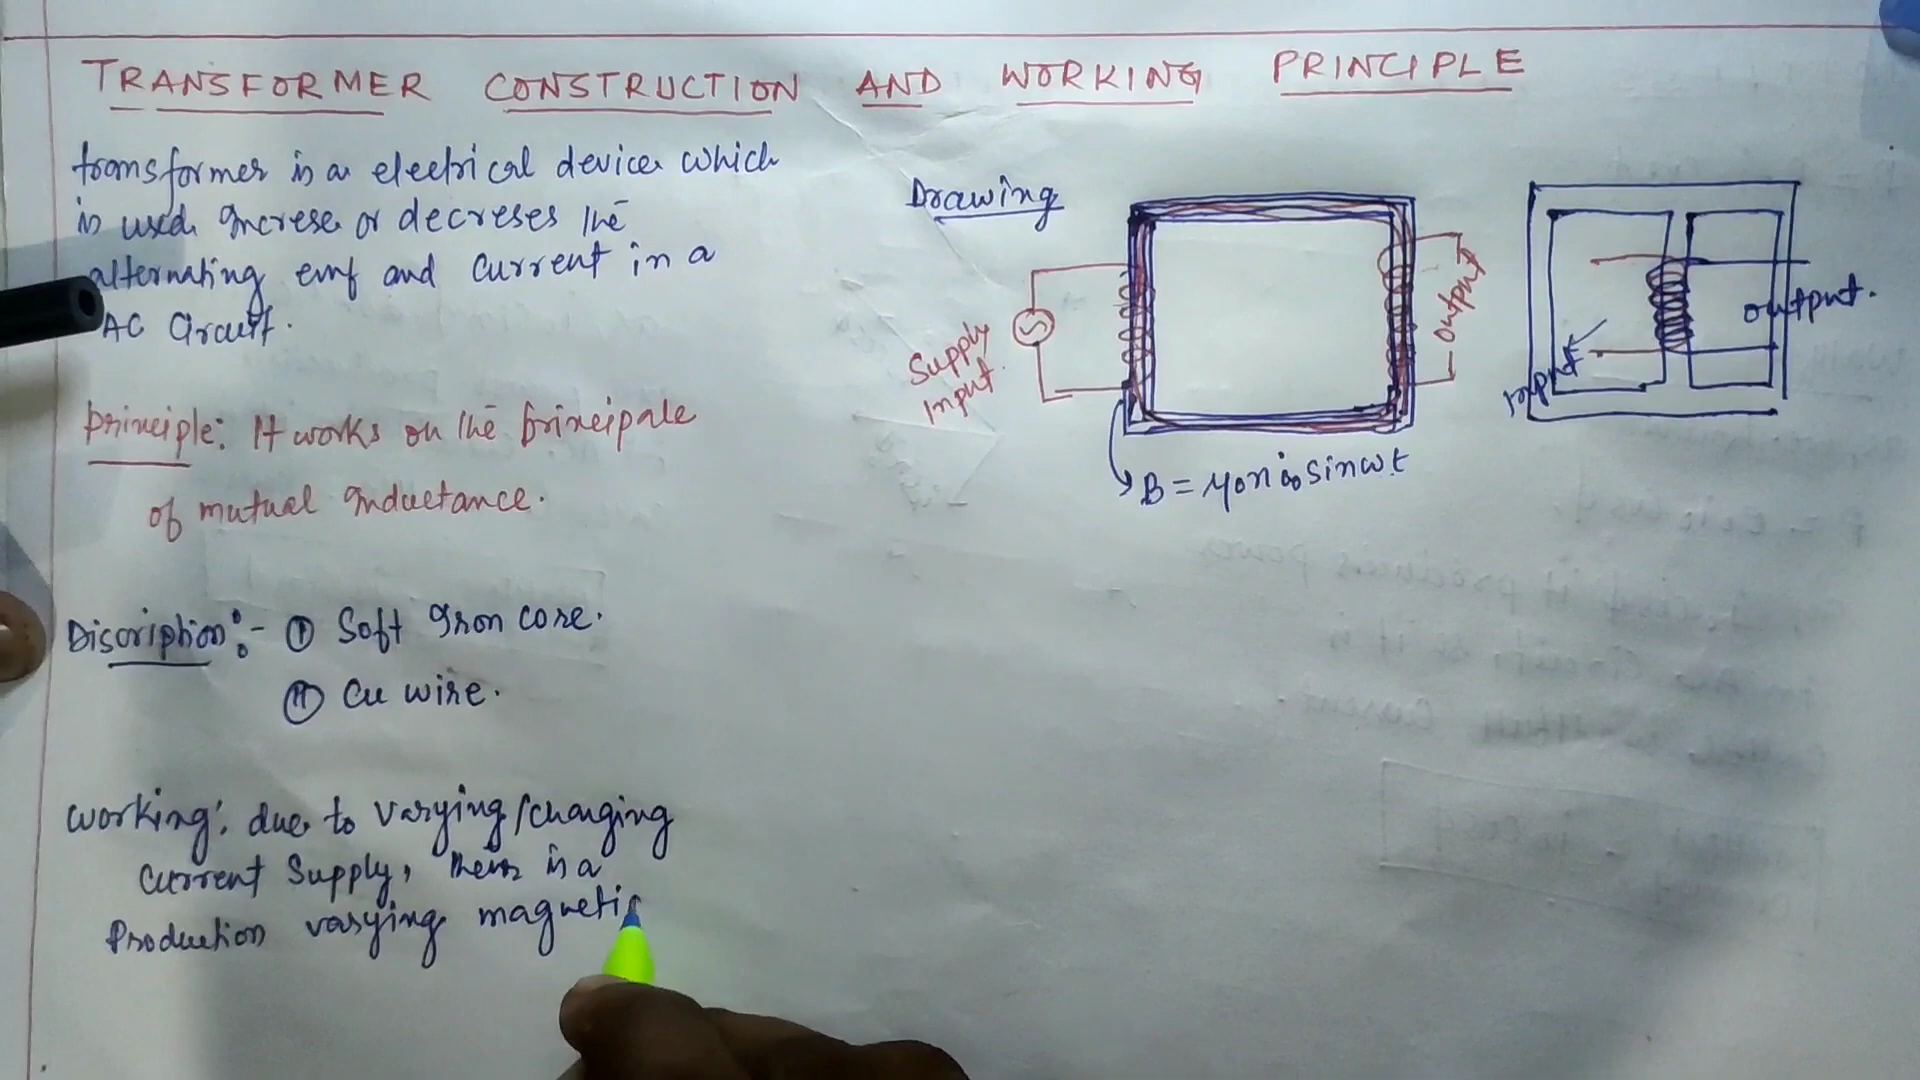 TRANSFORMER CONSTRUCTION AND WORKING PRINCIPLE
transformer is a electrical device which
is used increse or decreses the
alternating emf and current in a
AC Circuit.
principle: It works on the principale
of mutual inductance.
Discription:- ① Soft Iron core.
② Cu wire.
Working: due to varying/changing
current Supply, there is a
Production varying magnetic
Drawing
Supply
Input.
Output
B = μ0ni0sinωt
Input
output.